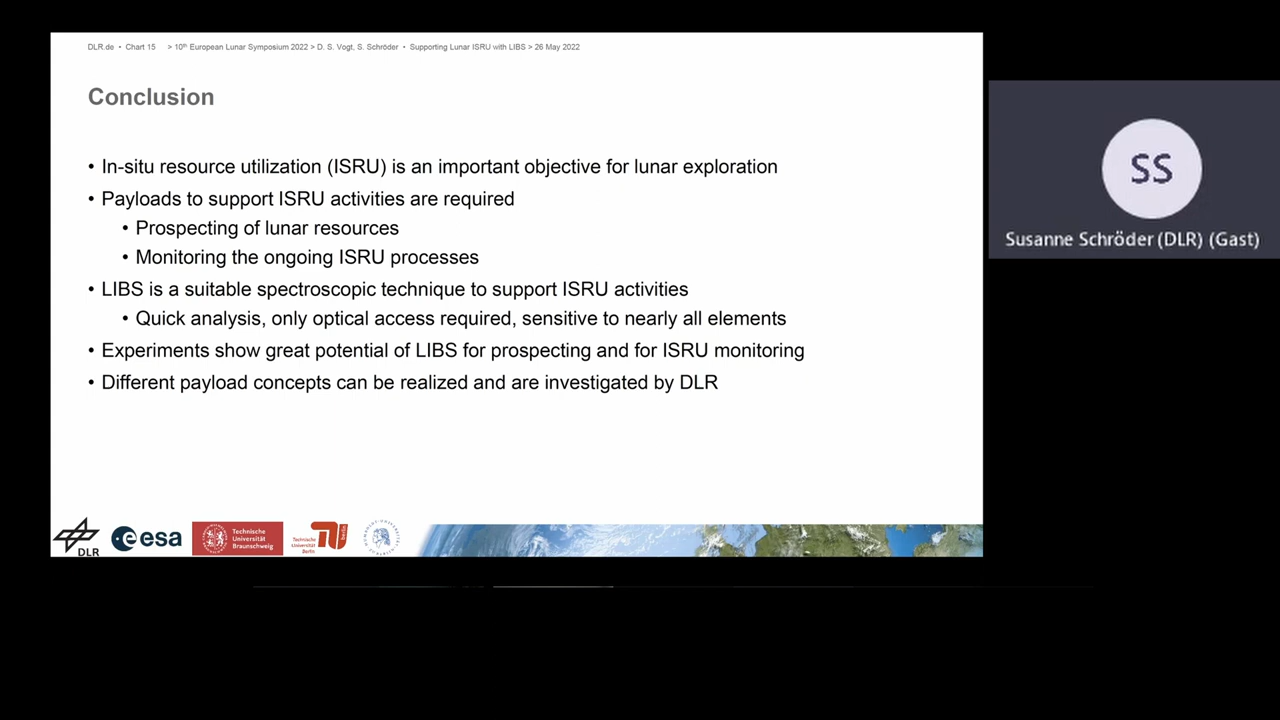 DLR.de • Chart 15 > 10th European Lunar Symposium 2022 > D. S. Vogt, S. Schröder • Supporting Lunar ISRU with LIBS > 26 May 2022
Conclusion
• In-situ resource utilization (ISRU) is an important objective for lunar exploration
• Payloads to support ISRU activities are required
• Prospecting of lunar resources
• Monitoring the ongoing ISRU processes
• LIBS is a suitable spectroscopic technique to support ISRU activities
• Quick analysis, only optical access required, sensitive to nearly all elements
• Experiments show great potential of LIBS for prospecting and for ISRU monitoring
• Different payload concepts can be realized and are investigated by DLR
SS
Susanne Schröder (DLR) (Gast)
DLR
esa
Technische
Universität
Braunschweig
Technische
Universität
Berlin
berlin